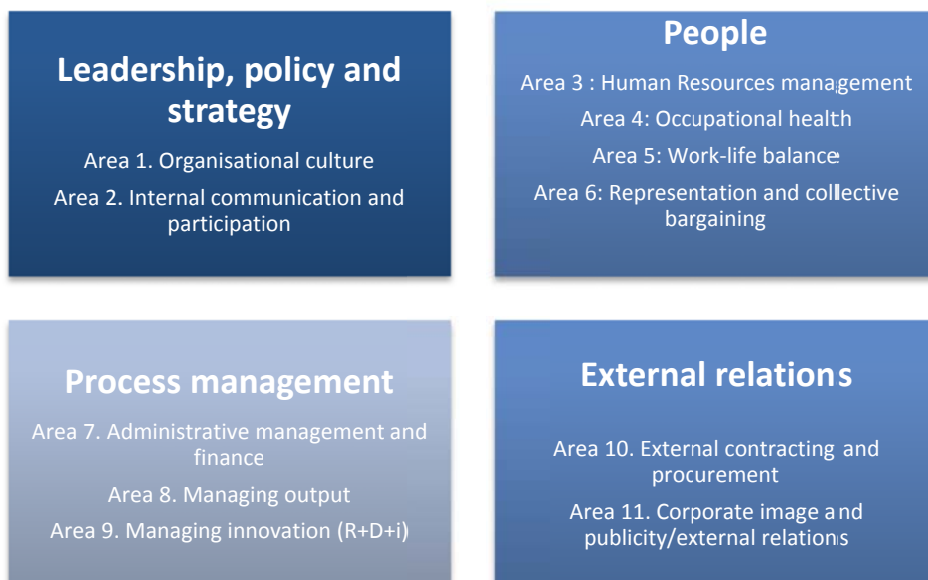 Leadership, policy and
strategy
Area 1. Organisational culture
Area 2. Internal communication and
participation
People
Area 3 : Human Resources management
Area 4: Occupational health
Area 5: Work-life balance
Area 6: Representation and collective
bargaining
Process management
Area 7. Administrative management and
finance
Area 8. Managing output
Area 9. Managing innovation (R+D+i)
External relations
Area 10. External contracting and
procurement
Area 11. Corporate image and
publicity/external relations